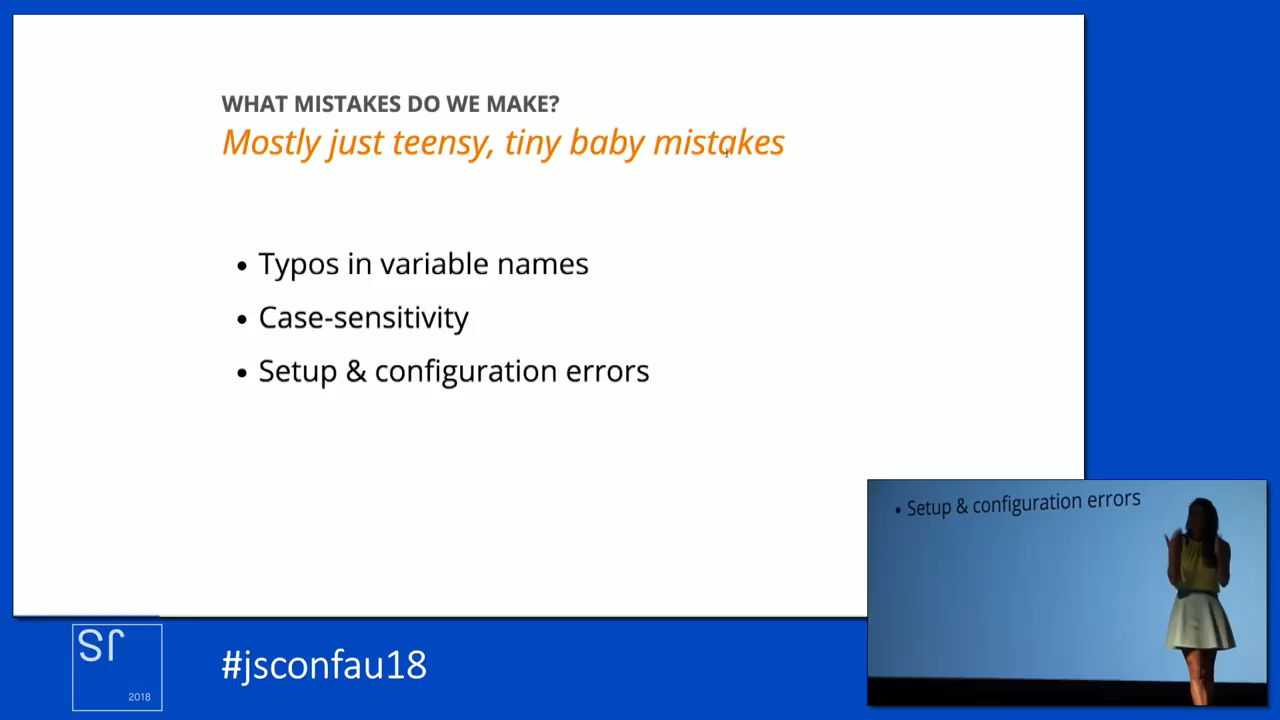 WHAT MISTAKES DO WE MAKE?
Mostly just teensy, tiny baby mistakes
• Typos in variable names
• Case-sensitivity
• Setup & configuration errors
• Setup & configuration errors
2018
#jsconfau18